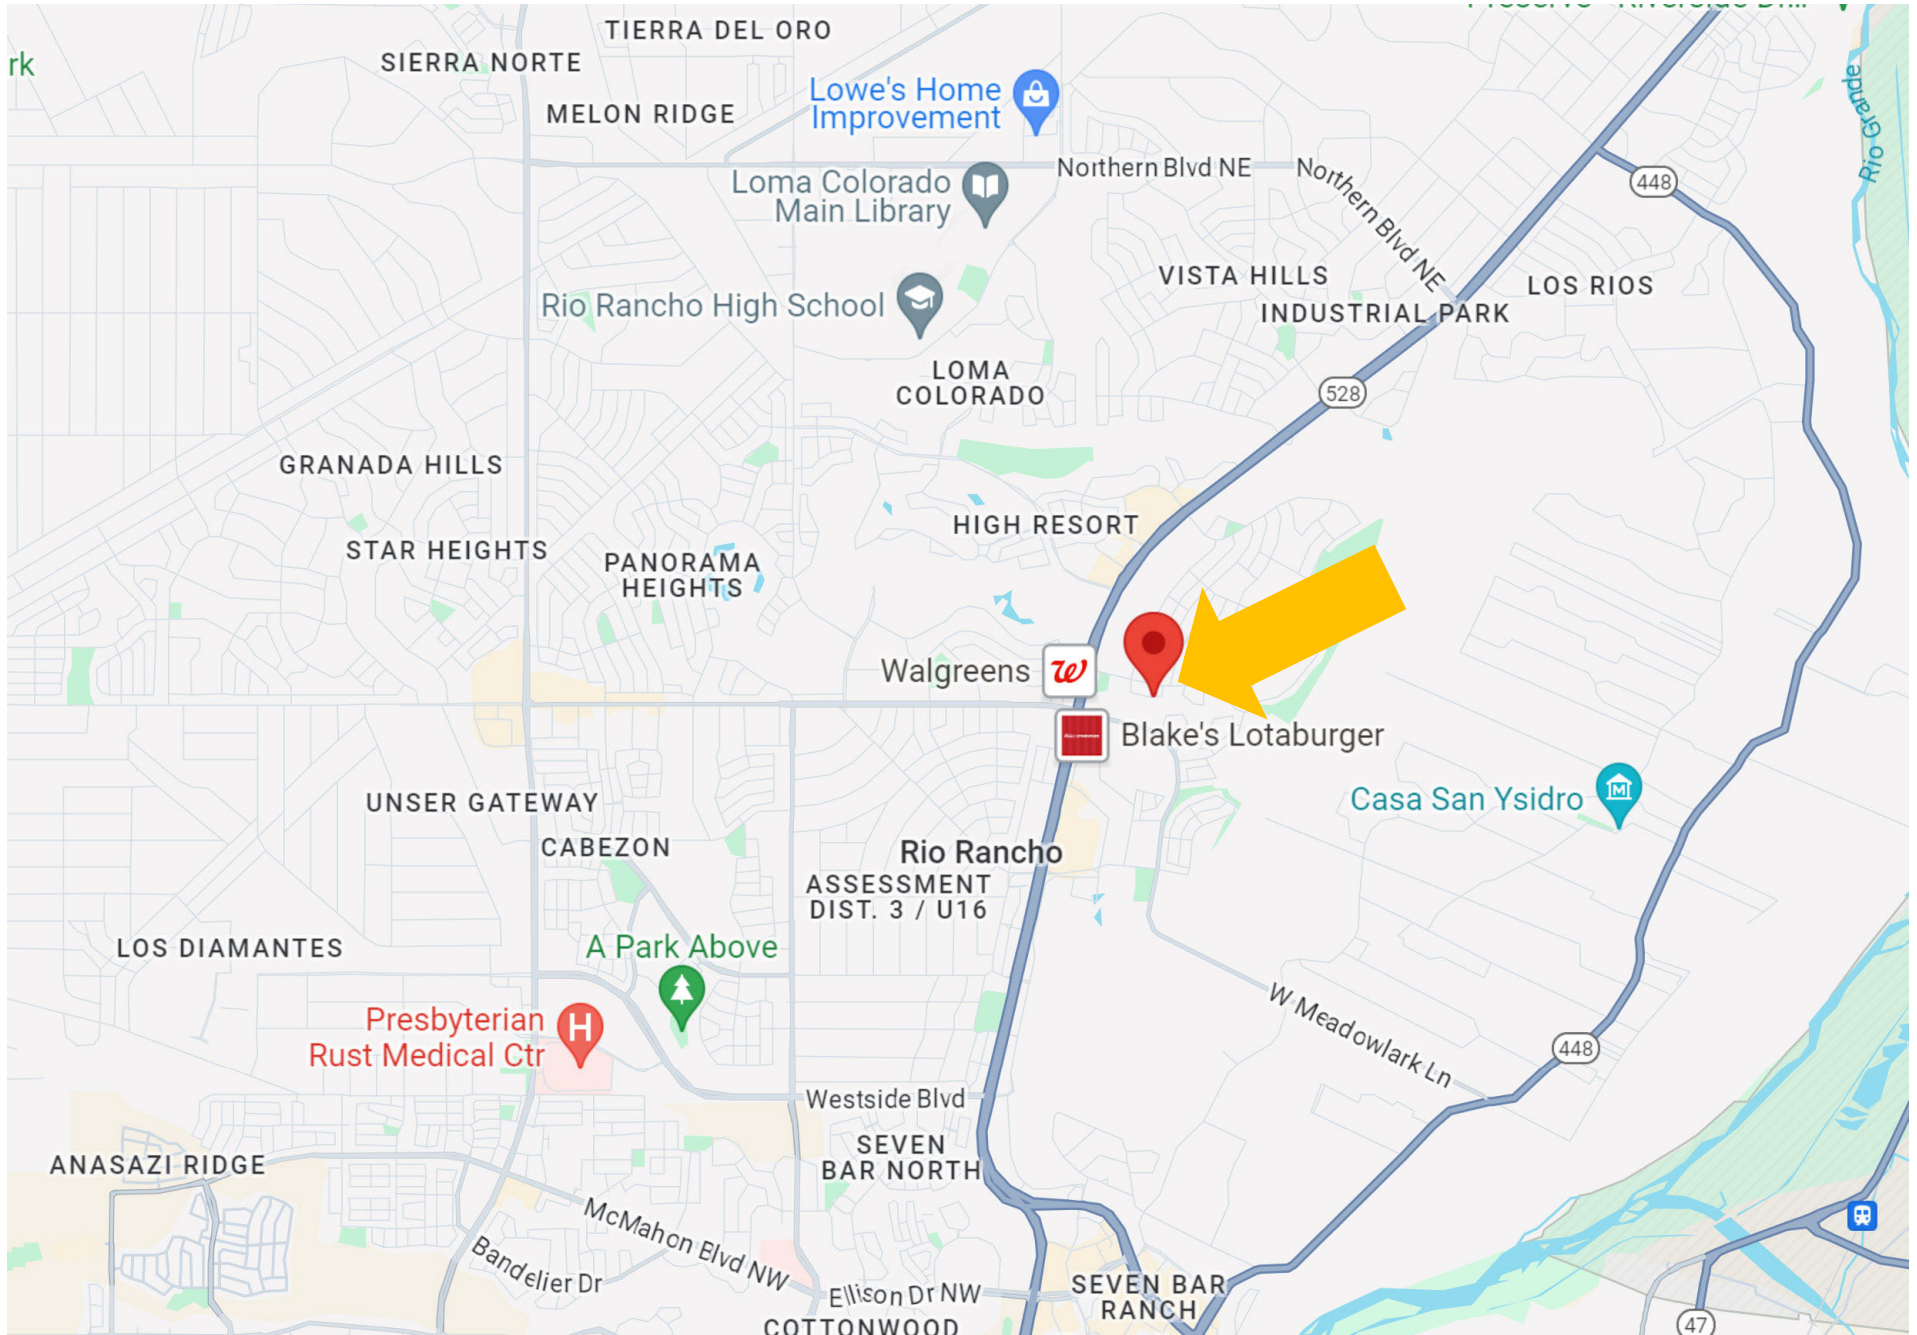 Preserve - Riverside Dr...
TIERRA DEL ORO
rk
SIERRA NORTE
Lowe's Home
Improvement
MELON RIDGE
Rio Grande
Northern Blvd NE
Northern Blvd NE
448
Loma Colorado
Main Library
VISTA HILLS
LOS RIOS
Rio Rancho High School
INDUSTRIAL PARK
LOMA
COLORADO
528
GRANADA HILLS
HIGH RESORT
STAR HEIGHTS
PANORAMA
HEIGHTS
Walgreens
W
Blake's Lotaburger
UNSER GATEWAY
Casa San Ysidro
M
CABEZON
Rio Rancho
ASSESSMENT
DIST. 3 / U16
LOS DIAMANTES
A Park Above
W Meadowlark Ln
Presbyterian
Rust Medical Ctr
H
448
Westside Blvd
SEVEN
BAR NORTH
ANASAZI RIDGE
McMahon Blvd NW
Bandelier Dr
Ellison Dr NW
SEVEN BAR
RANCH
COTTONWOOD
47